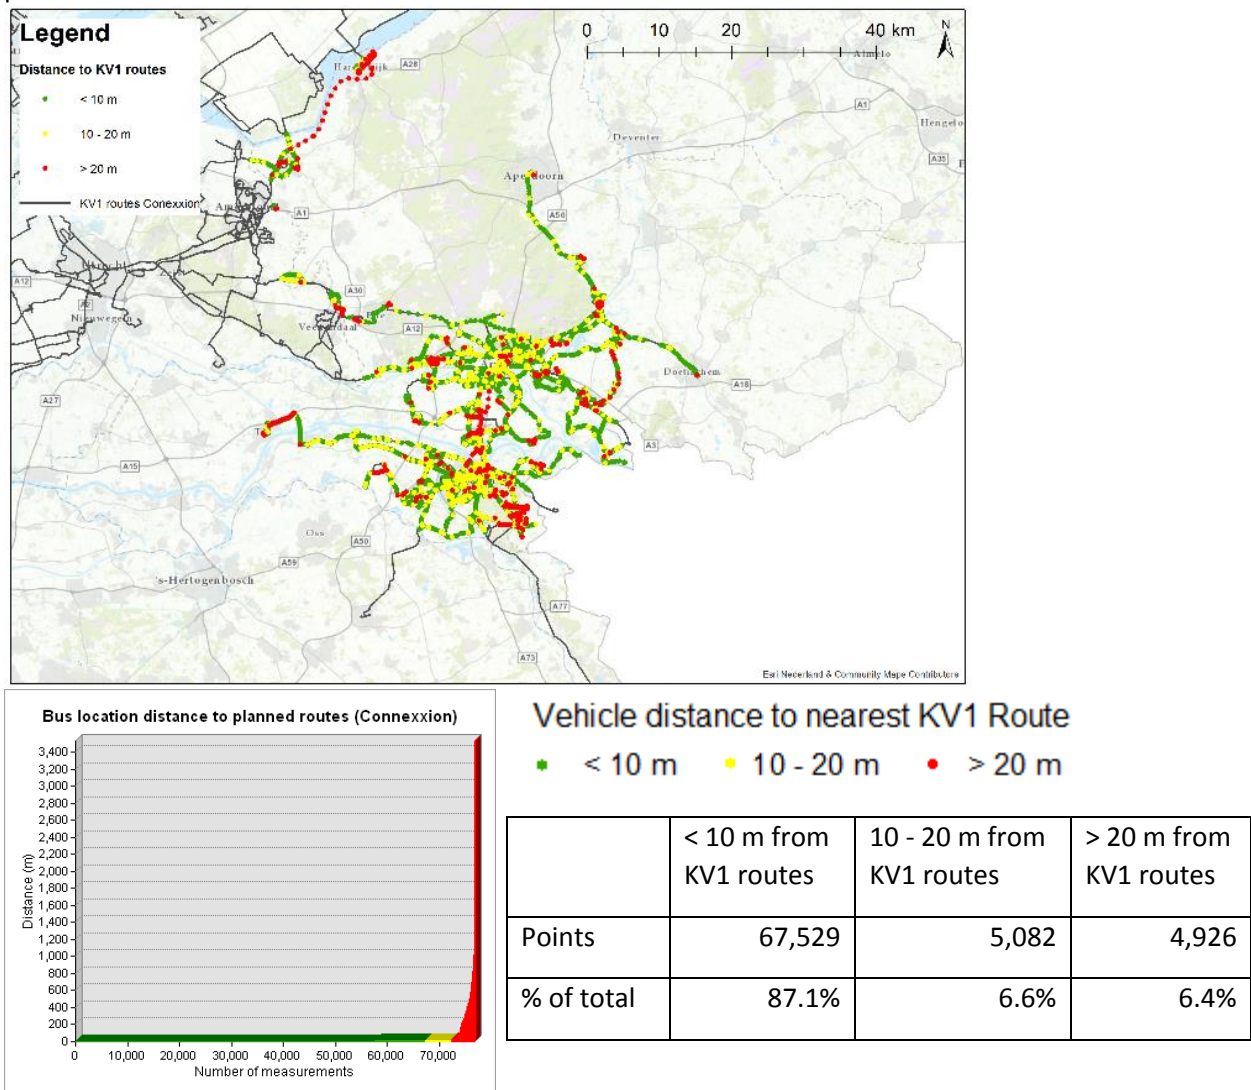 Legend
Distance to KV1 routes
< 10 m
10 - 20 m
> 20 m
KV1 routes Conexxion
0 10 20 40 km
N
A28
Almelo
A1
Hengelo
Deventer
A35
Apeldoorn
A50
A1
Utrecht
A12
A2
Nieuwegein
A30
Veenendaal
A12
Doetinchem
A18
A27
A3
A15
Oss
A50
A59
's-Hertogenbosch
A77
A73
Esri Nederland & Community Maps Contributors
Bus location distance to planned routes (Connexxion)
3,400
3,200
3,000
2,800
2,600
2,400
2,200
2,000
1,800
1,600
1,400
1,200
1,000
800
600
400
200
0
Distance (m)
0 10,000 20,000 30,000 40,000 50,000 60,000 70,000
Number of measurements
Vehicle distance to nearest KV1 Route
< 10 m 10 - 20 m > 20 m
< 10 m from KV1 routes
10 - 20 m from KV1 routes
> 20 m from KV1 routes
Points 67,529 5,082 4,926
% of total 87.1% 6.6% 6.4%